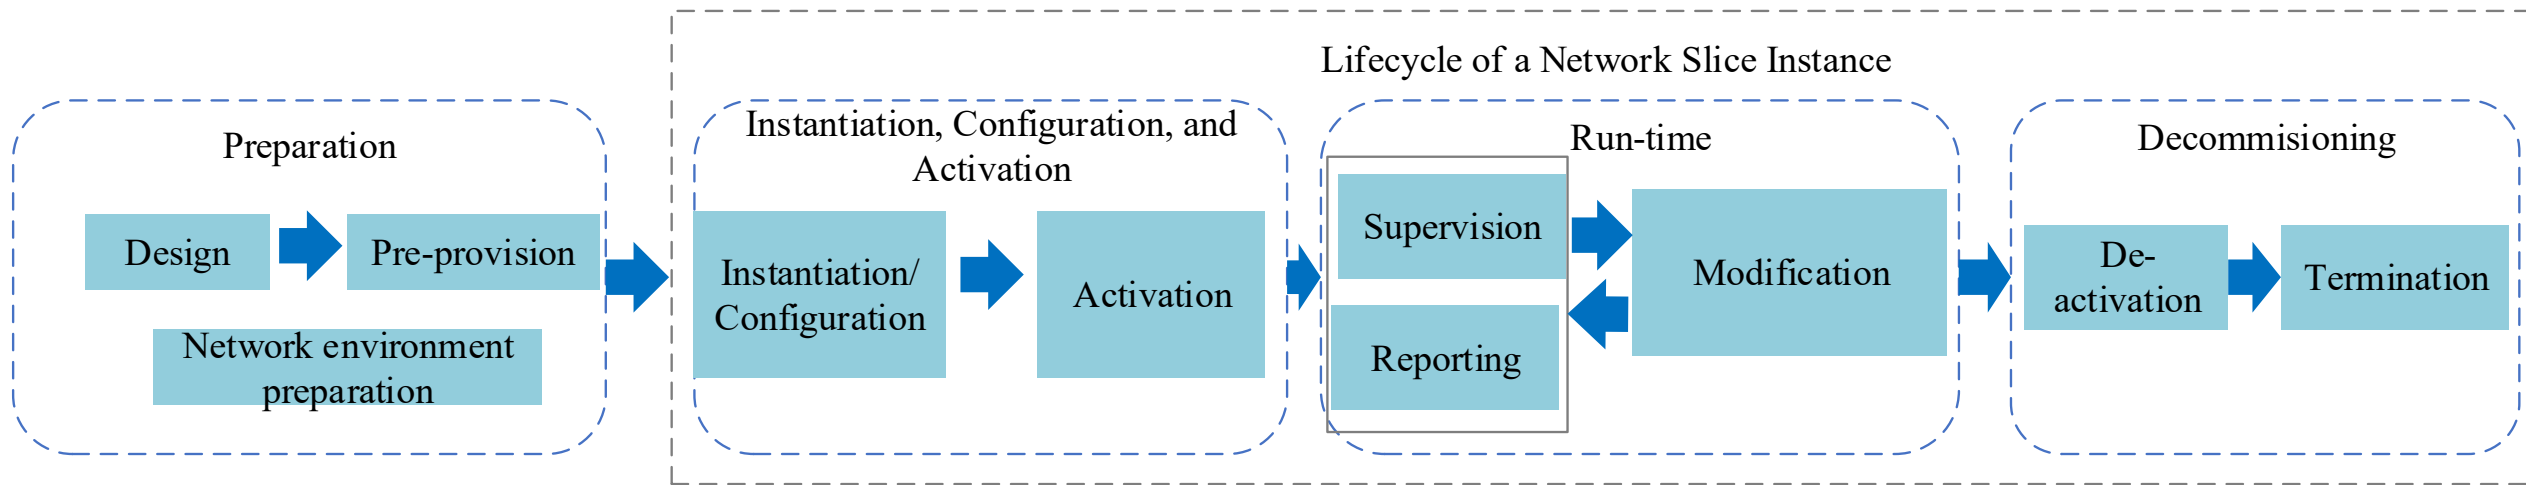 Lifecycle of a Network Slice Instance
Preparation
Design
Pre-provision
Network environment
preparation
Instantiation, Configuration, and
Activation
Instantiation/
Configuration
Activation
Run-time
Supervision
Reporting
Modification
Decommisioning
De-
activation
Termination